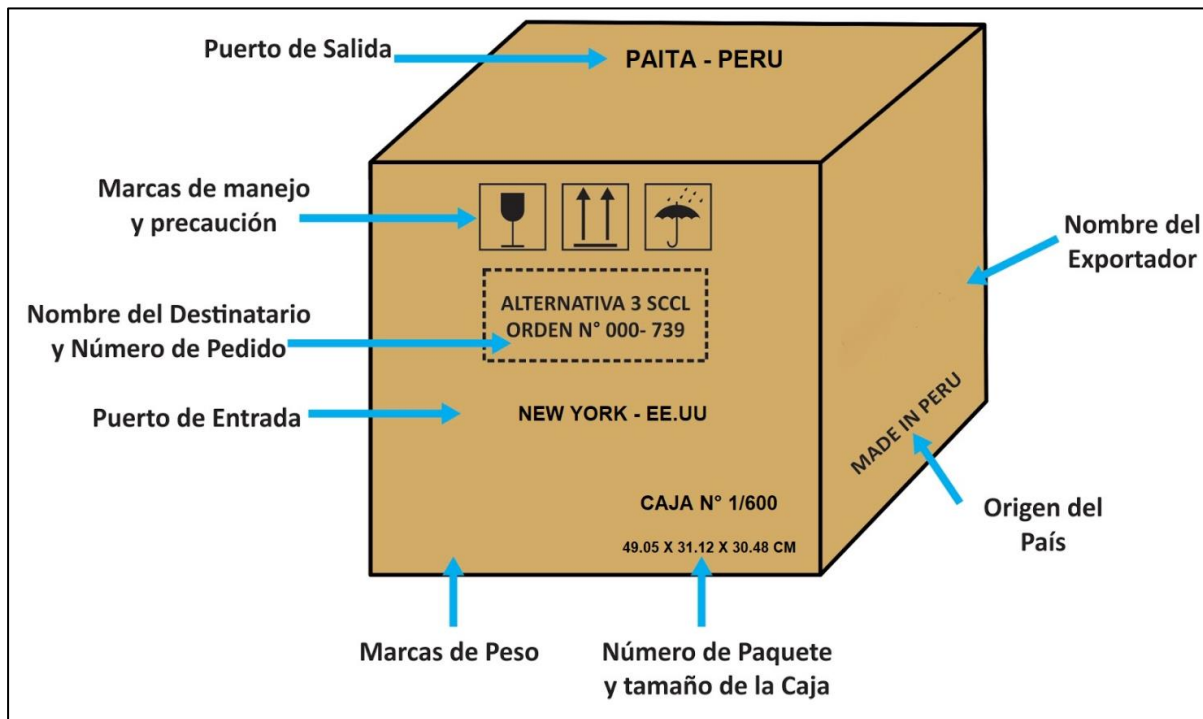 Puerto de Salida
PAITA - PERU
Marcas de manejo
y precaución
Nombre del
Exportador
ALTERNATIVA 3 SCCL
ORDEN N° 000- 739
Nombre del Destinatario
y Número de Pedido
Puerto de Entrada
NEW YORK - EE.UU
MADE IN PERU
CAJA N° 1/600
49.05 X 31.12 X 30.48 CM
Origen del
País
Marcas de Peso
Número de Paquete
y tamaño de la Caja